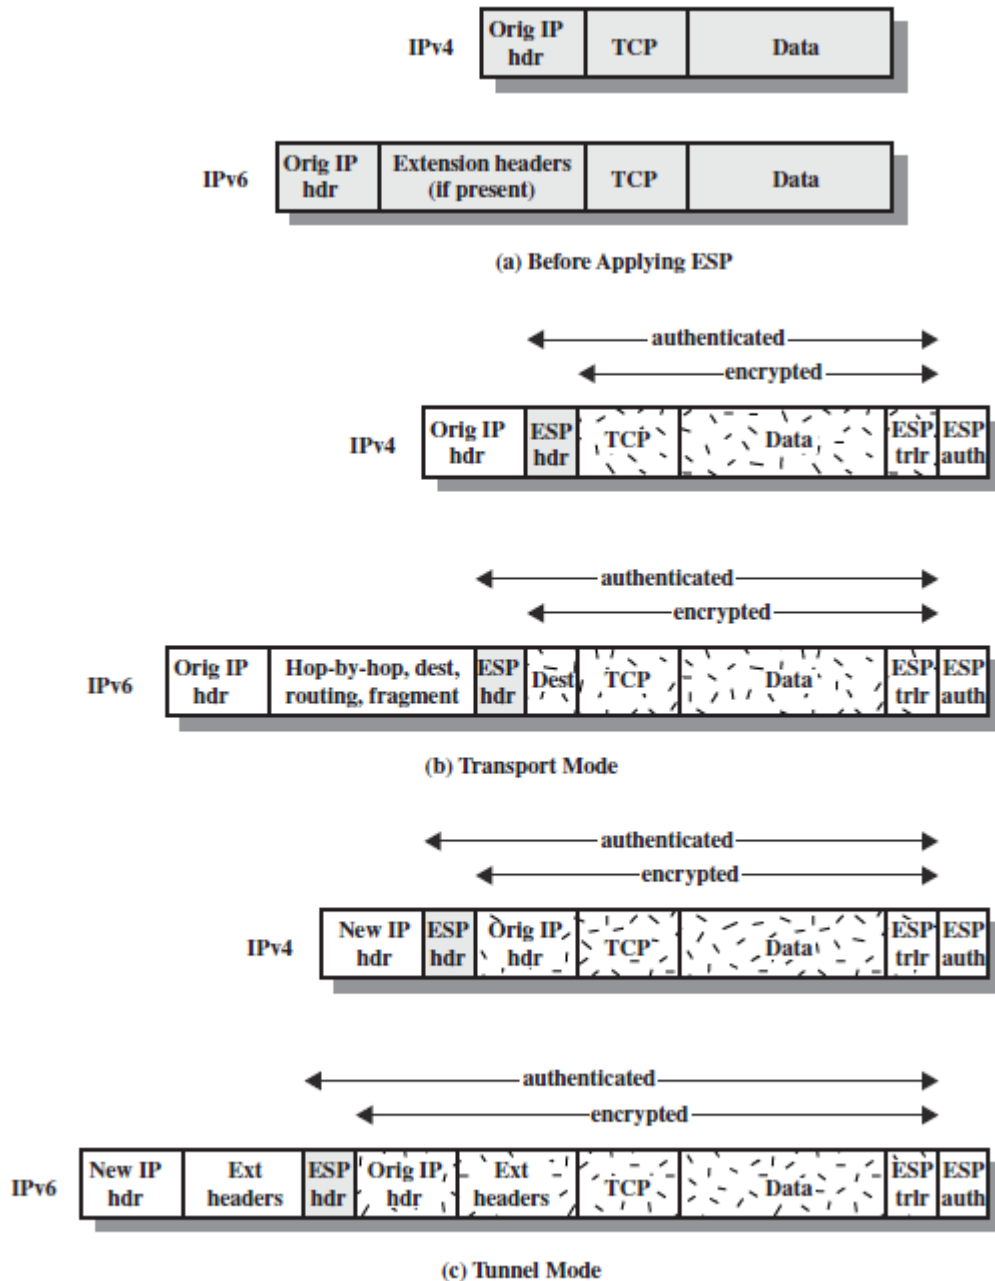 IPv4
Orig IP
hdr
TCP
Data
IPv6
Orig IP
hdr
Extension headers
(if present)
TCP
Data
(a) Before Applying ESP
authenticated
encrypted
IPv4
Orig IP
hdr
ESP
hdr
TCP
Data
ESP
trlr
ESP
auth
authenticated
encrypted
IPv6
Orig IP
hdr
Hop-by-hop, dest,
routing, fragment
ESP
hdr
Dest
TCP
Data
ESP
trlr
ESP
auth
(b) Transport Mode
authenticated
encrypted
IPv4
New IP
hdr
ESP
hdr
Orig IP
hdr
TCP
Data
ESP
trlr
ESP
auth
authenticated
encrypted
IPv6
New IP
hdr
Ext
headers
ESP
hdr
Orig IP
hdr
Ext
headers
TCP
Data
ESP
trlr
ESP
auth
(c) Tunnel Mode